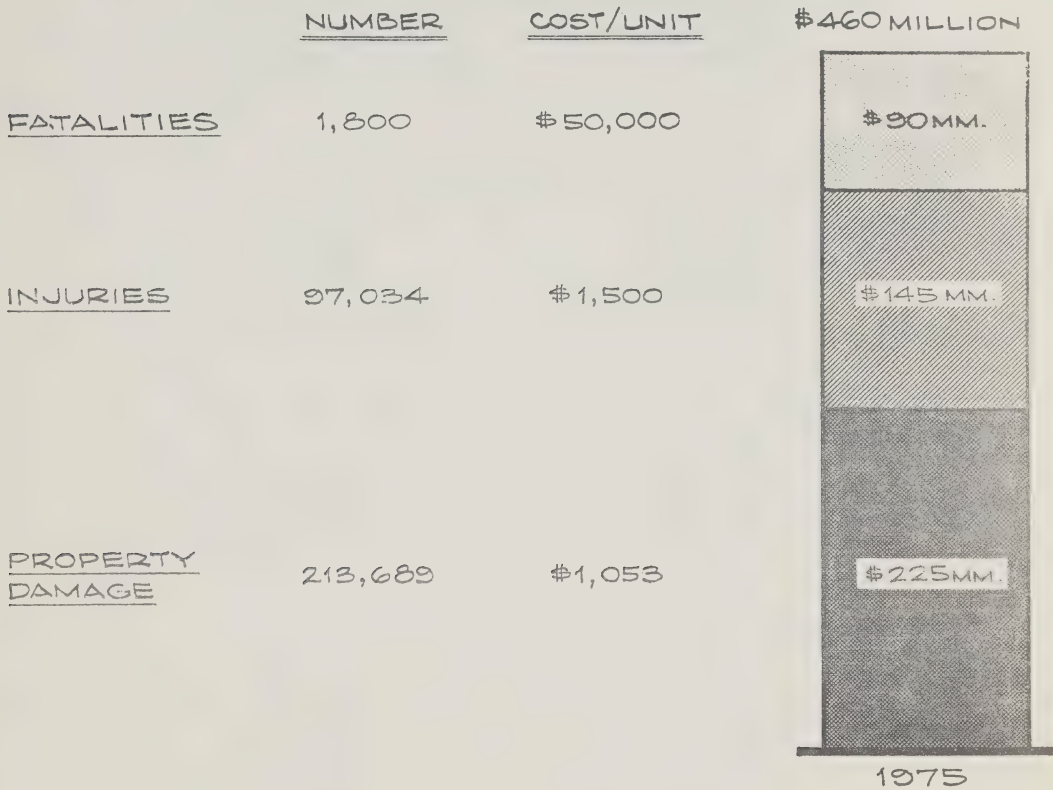 NUMBER COST/UNIT $460 MILLION
FATALITIES 1,800 $50,000 $90MM.
INJURIES 97,034 $1,500 $145 MM.
PROPERTY
DAMAGE 213,689 $1,053 $225MM.
1975